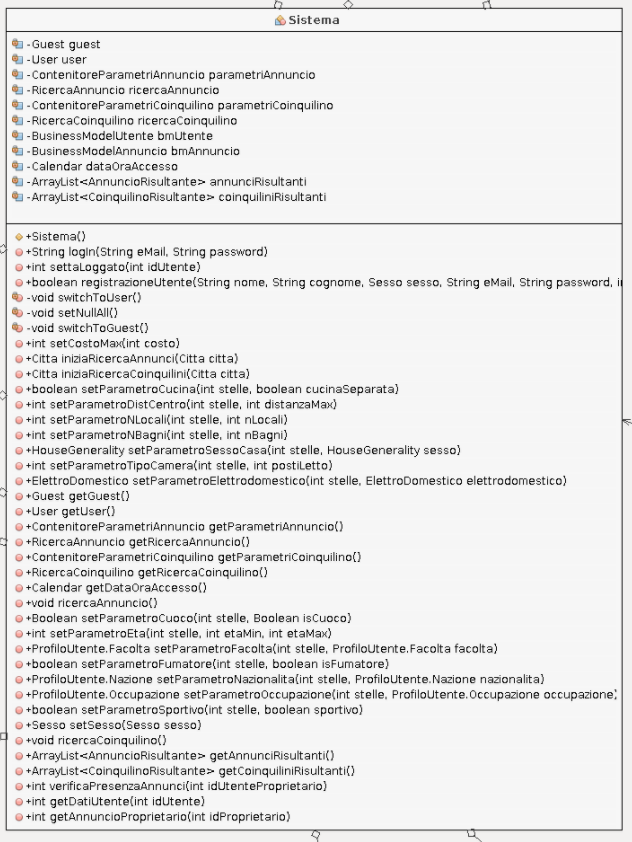 Sistema
-Guest guest
-User user
-ContenitoreParametriAnnuncio parametriAnnuncio
-RicercaAnnuncio ricercaAnnuncio
-ContenitoreParametriCoinquilino parametriCoinquilino
-RicercaCoinquilino ricercaCoinquilino
-BusinessModelUtente bmUtente
-BusinessModelAnnuncio bmAnnuncio
-Calendar dataOraAccesso
-ArrayList<AnnuncioRisultante> annunciRisultanti
-ArrayList<CoinquilinoRisultante> coinquiliniRisultanti
+Sistema()
+String logIn(String eMail, String password)
+int settaLoggato(int idUtente)
+boolean registrazioneUtente(String nome, String cognome, Sesso sesso, String eMail, String password, i
-void switchToUser()
-void setNullAll()
-void switchToGuest()
+int setCostoMax(int costo)
+Citta iniziaRicercaAnnunci(Citta citta)
+Citta iniziaRicercaCoinquilini(Citta citta)
+boolean setParametroCucina(int stelle, boolean cucinaSeparata)
+int setParametroDistCentro(int stelle, int distanzaMax)
+int setParametroNLocali(int stelle, int nLocali)
+int setParametroNBagni(int stelle, int nBagni)
+HouseGenerality setParametroSessoCasa(int stelle, HouseGenerality sesso)
+int setParametroTipoCamera(int stelle, int postiLetto)
+ElettroDomestico setParametroElettrodomestico(int stelle, ElettroDomestico elettrodomestico)
+Guest getGuest()
+User getUser()
+ContenitoreParametriAnnuncio getParametriAnnuncio()
+RicercaAnnuncio getRicercaAnnuncio()
+ContenitoreParametriCoinquilino getParametriCoinquilino()
+RicercaCoinquilino getRicercaCoinquilino()
+Calendar getDataOraAccesso()
+void ricercaAnnuncio()
+Boolean setParametroCuoco(int stelle, Boolean isCuoco)
+int setParametroEta(int stelle, int etaMin, int etaMax)
+ProfiloUtente.Facolta setParametroFacolta(int stelle, ProfiloUtente.Facolta facolta)
+boolean setParametroFumatore(int stelle, boolean isFumatore)
+ProfiloUtente.Nazione setParametroNazionalita(int stelle, ProfiloUtente.Nazione nazionalita)
+ProfiloUtente.Occupazione setParametroOccupazione(int stelle, ProfiloUtente.Occupazione occupazione)
+boolean setParametroSportivo(int stelle, boolean sportivo)
+Sesso setSesso(Sesso sesso)
+void ricercaCoinquilino()
+ArrayList<AnnuncioRisultante> getAnnunciRisultanti()
+ArrayList<CoinquilinoRisultante> getCoinquiliniRisultanti()
+int verificaPresenzaAnnunci(int idUtenteProprietario)
+int getDatiUtente(int idUtente)
+int getAnnuncioProprietario(int idProprietario)